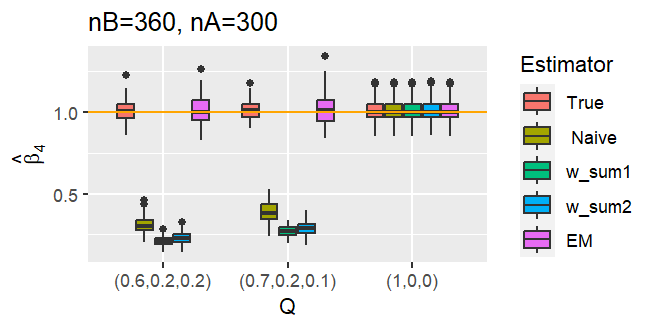 nB=360, nA=300
β̂4
1.0
0.5
(0.6,0.2,0.2)
(0.7,0.2,0.1)
(1,0,0)
Q
Estimator
True
Naive
w_sum1
w_sum2
EM